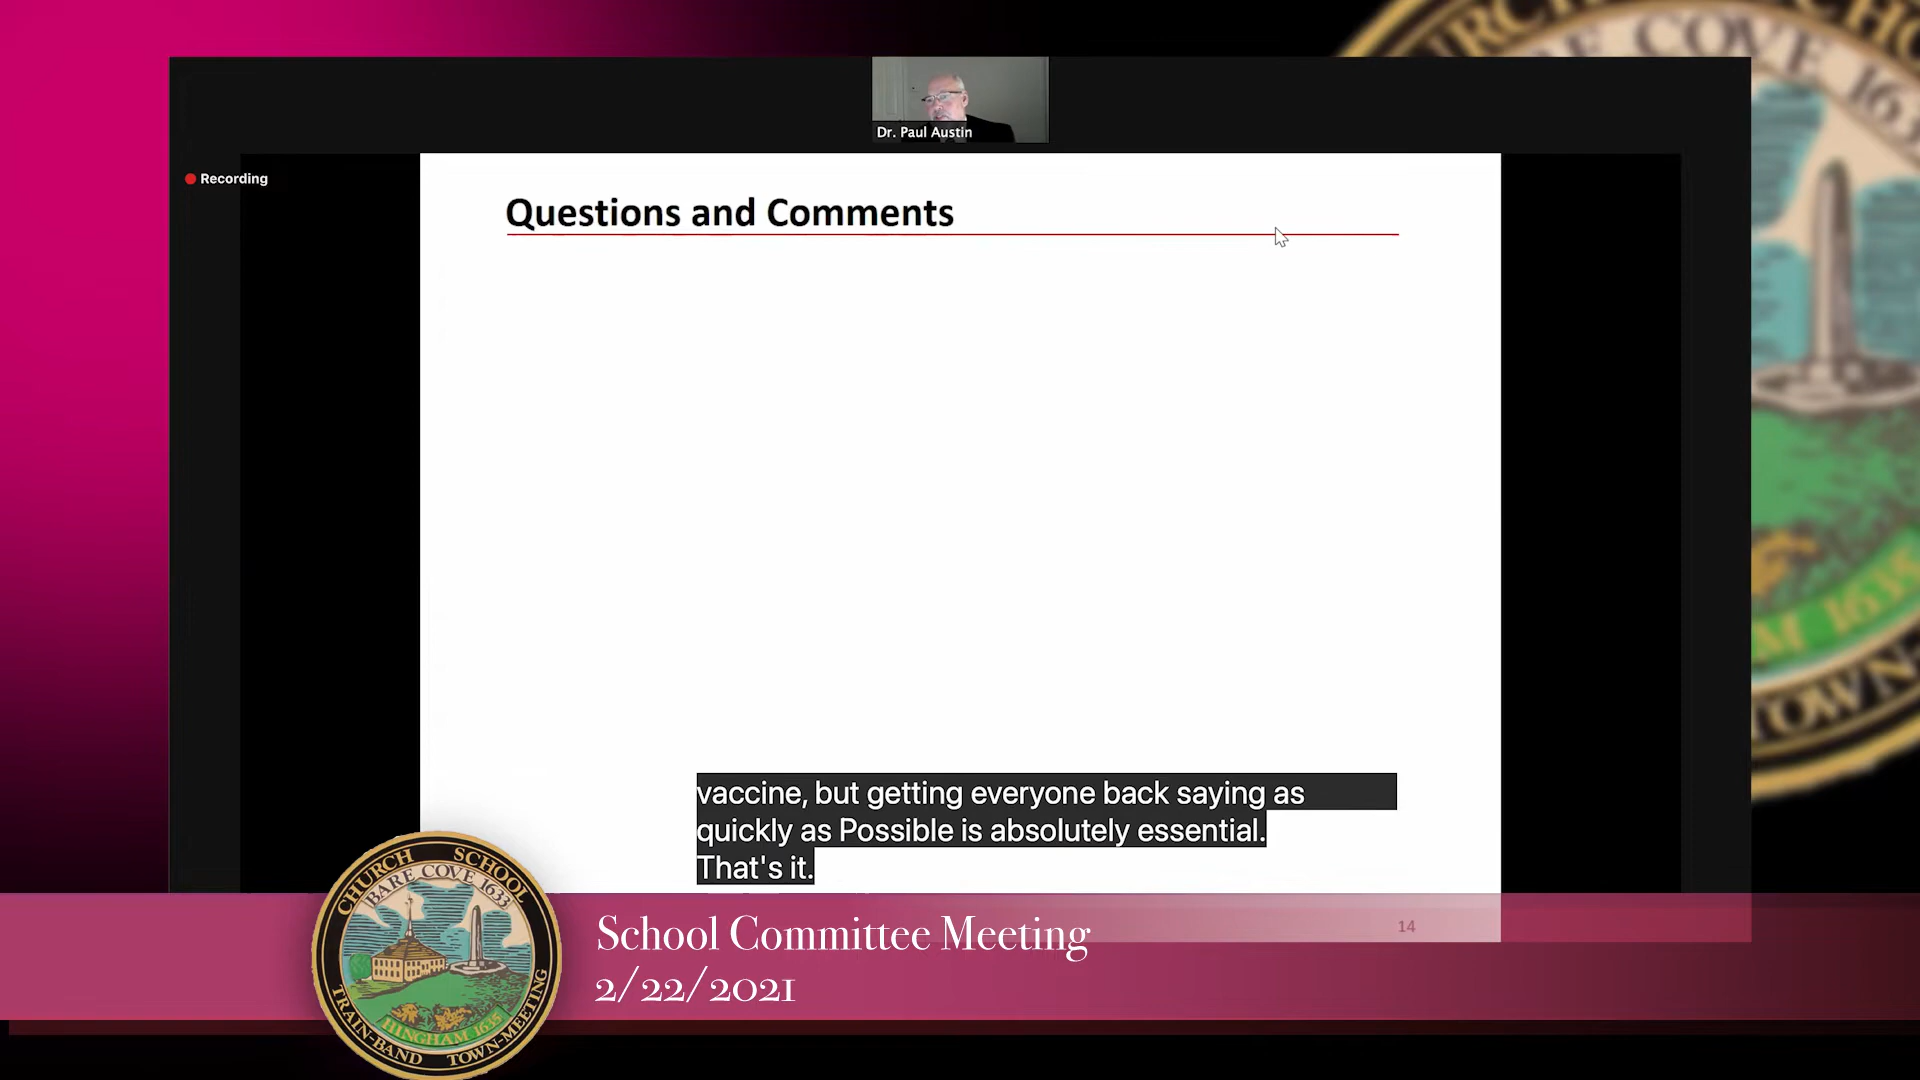 Dr. Paul Austin
Recording
Questions and Comments
vaccine, but getting everyone back saying as
quickly as Possible is absolutely essential.
That's it.
14
School Committee Meeting
2/22/2021
CHURCH SCHOOL
BARE COVE 1633
HINGHAM 1635
TRAIN-BAND TOWN-MEETING